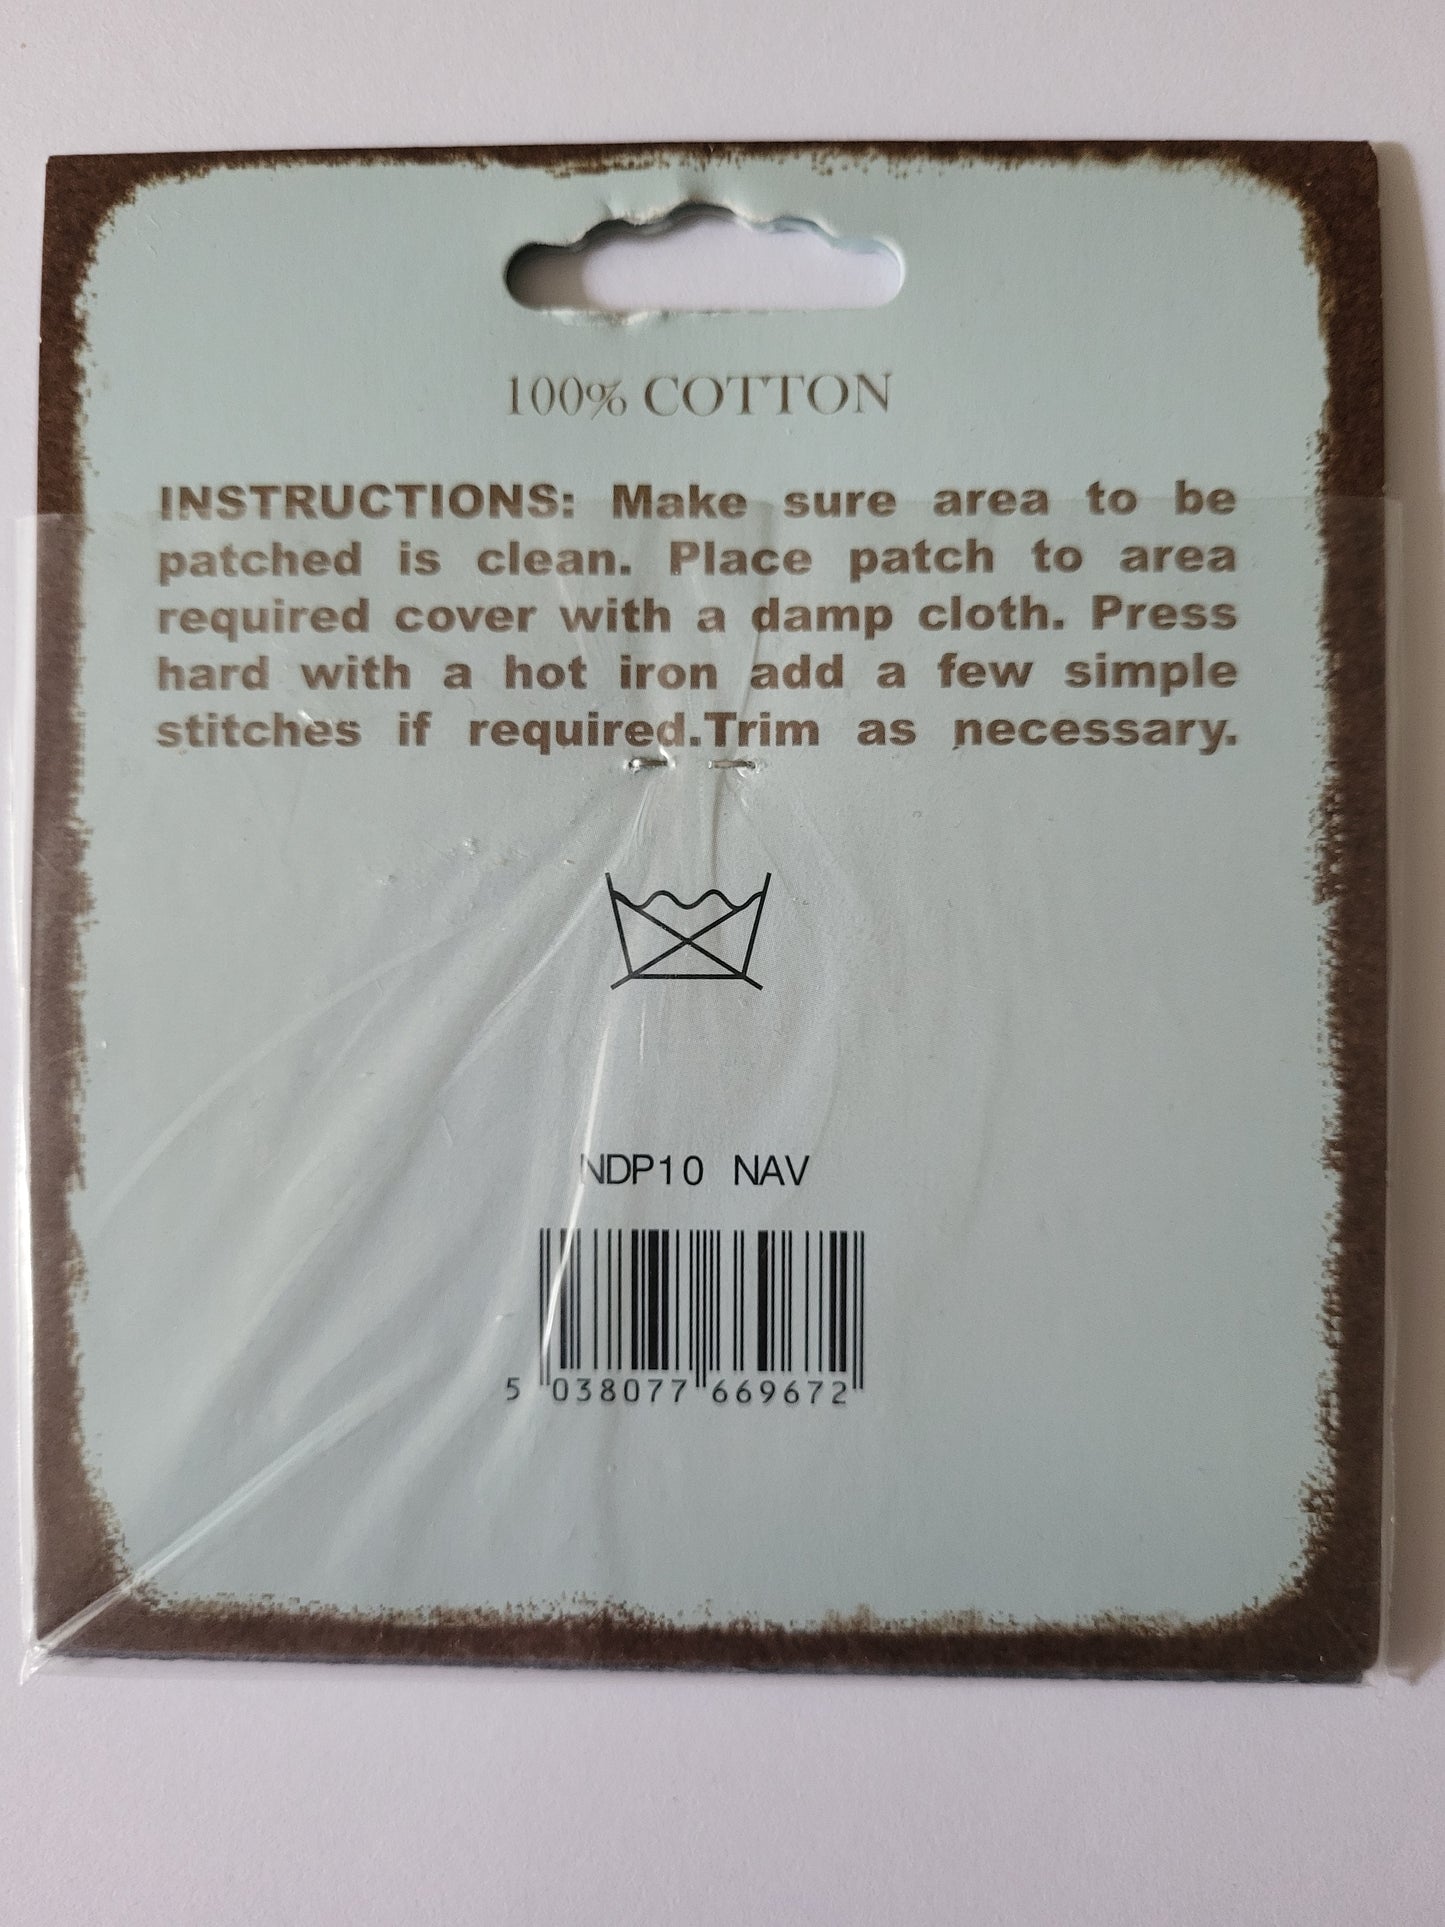 100% COTTON
INSTRUCTIONS: Make sure area to be
patched is clean. Place patch to area
required cover with a damp cloth. Press
hard with a hot iron add a few simple
stitches if required.Trim as necessary.
NDP10 NAV
5 038077 669672